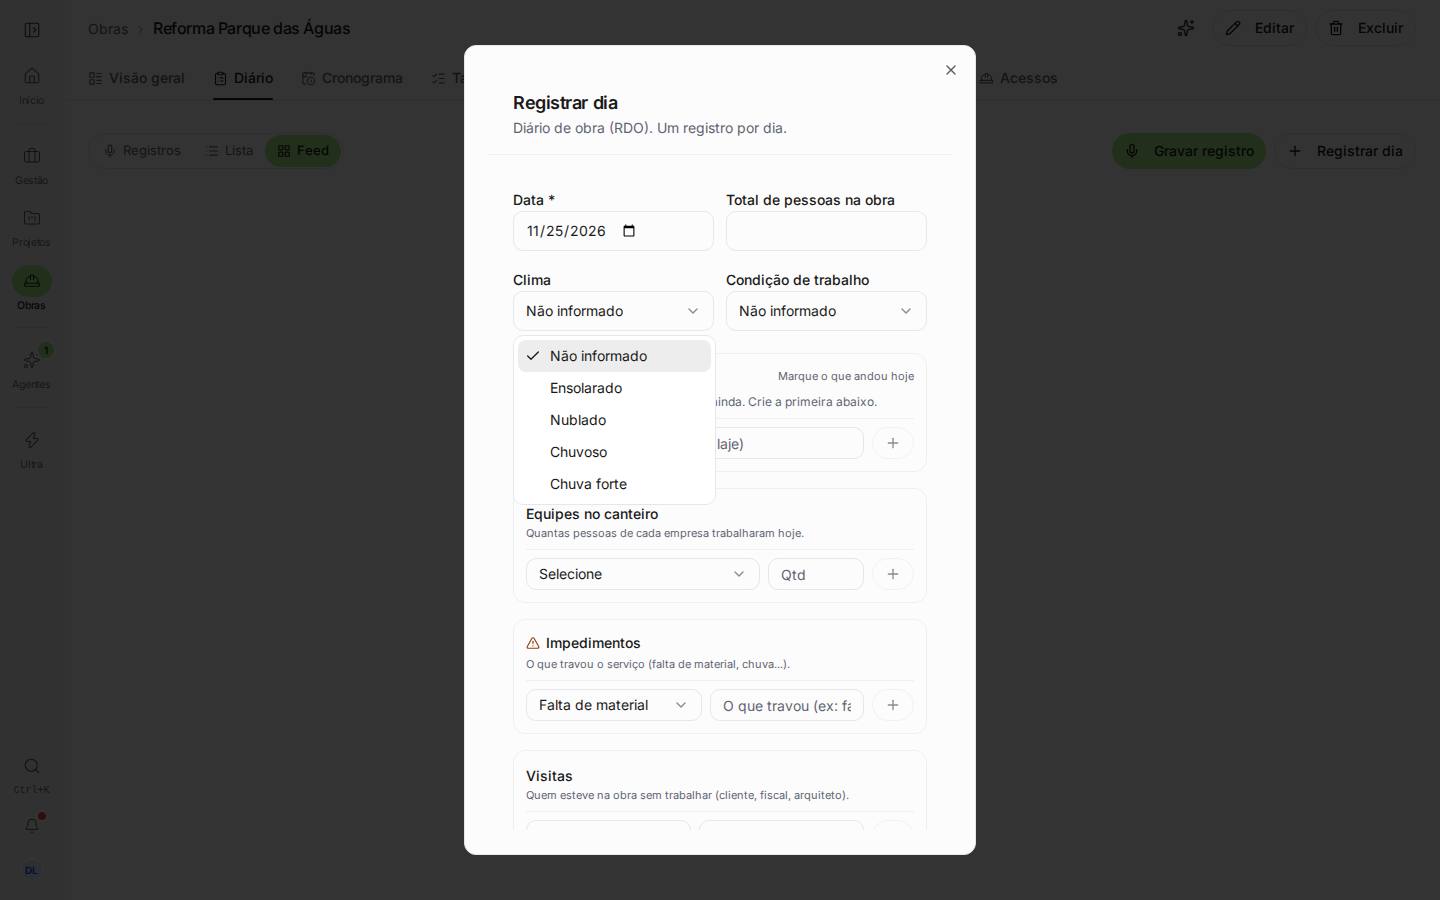 Obras
Reforma Parque das Águas
Editar
Excluir
Visão geral
Diário
Cronograma
Acessos
Início
Gestão
Projetos
Obras
1
Agentes
Ultra
Ctrl+K
DL
Registros
Lista
Feed
Gravar registro
Registrar dia
Registrar dia
Diário de obra (RDO). Um registro por dia.
Data *
Total de pessoas na obra
11/25/2026
Clima
Condição de trabalho
Não informado
Não informado
Não informado
Ensolarado
Nublado
Chuvoso
Chuva forte
Marque o que andou hoje
ainda. Crie a primeira abaixo.
laje)
Equipes no canteiro
Quantas pessoas de cada empresa trabalharam hoje.
Selecione
Qtd
Impedimentos
O que travou o serviço (falta de material, chuva...).
Falta de material
O que travou (ex: fa
Visitas
Quem esteve na obra sem trabalhar (cliente, fiscal, arquiteto).